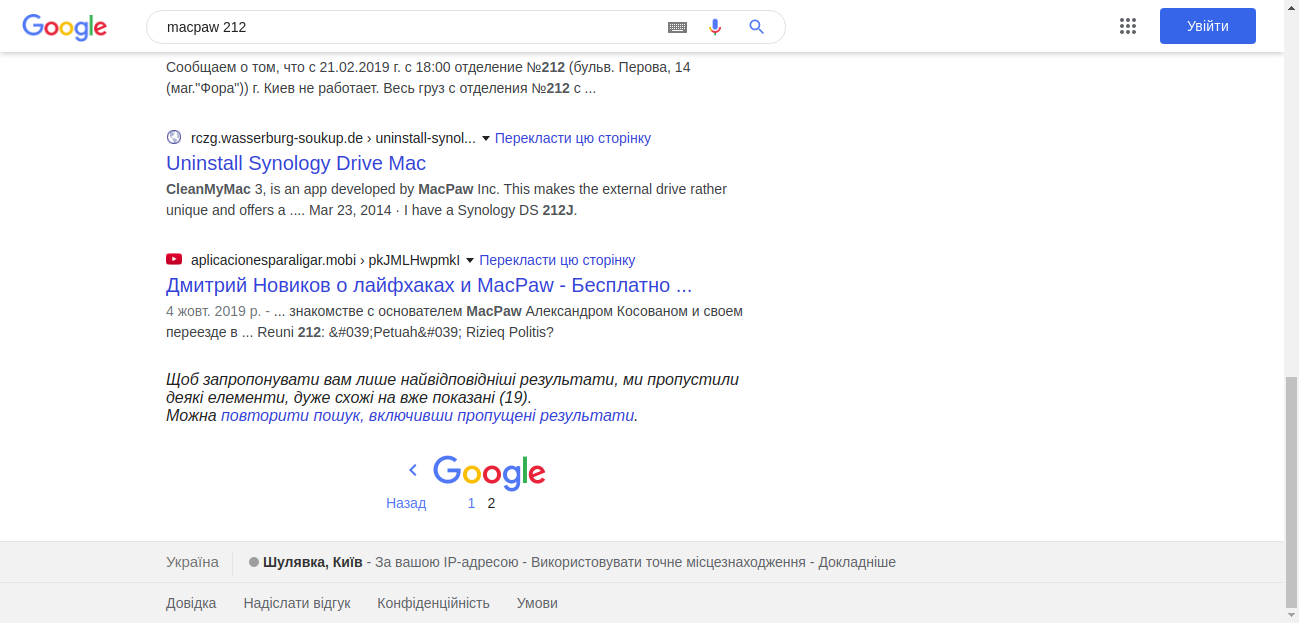 Google
macpaw 212
Увійти
Сообщаем о том, что с 21.02.2019 г. с 18:00 отделение №212 (бульв. Перова, 14
(маг."Фора")) г. Киев не работает. Весь груз с отделения №212 с ...
rczg.wasserburg-soukup.de › uninstall-synol... Перекласти цю сторінку
Uninstall Synology Drive Mac
CleanMyMac 3, is an app developed by MacPaw Inc. This makes the external drive rather
unique and offers a .... Mar 23, 2014 · I have a Synology DS 212J.
aplicacionesparaligar.mobi › pkJMLHwpmkI Перекласти цю сторінку
Дмитрий Новиков о лайфхаках и MacPaw - Бесплатно ...
4 жовт. 2019 р. - ... знакомстве с основателем MacPaw Александром Косованом и своем
переезде в ... Reuni 212: &#039;Petuah&#039; Rizieq Politis?
Щоб запропонувати вам лише найвідповідніші результати, ми пропустили
деякі елементи, дуже схожі на вже показані (19).
Можна повторити пошук, включивши пропущені результати.
Google
Назад 1 2
Україна Шулявка, Київ - За вашою IP-адресою - Використовувати точне місцезнаходження - Докладніше
Довідка Надіслати відгук Конфіденційність Умови